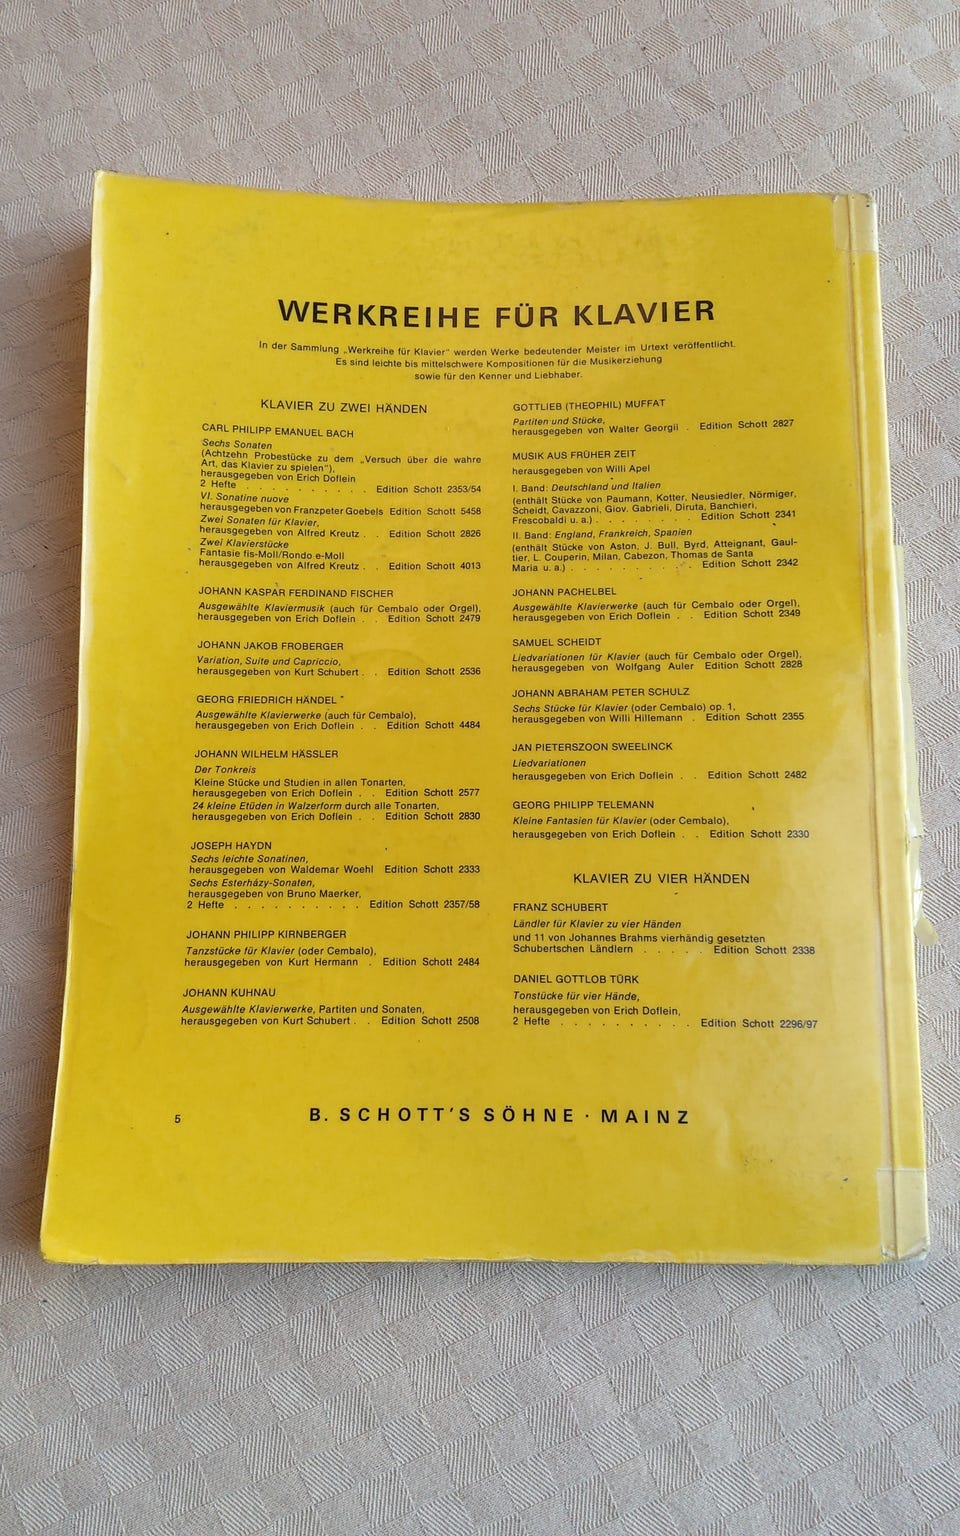 WERKREIHE FÜR KLAVIER
In der Sammlung „Werkreihe für Klavier" werden Werke bedeutender Meister im Urtext veröffentlicht.
Es sind leichte bis mittelschwere Kompositionen für die Musikerziehung
sowie für den Kenner und Liebhaber.
KLAVIER ZU ZWEI HÄNDEN
CARL PHILIPP EMANUEL BACH
Sechs Sonaten
(Achtzehn Probestücke zu dem „Versuch über die wahre
Art, das Klavier zu spielen"),
herausgegeben von Erich Doflein
2 Hefte . . . . . . . . . . Edition Schott 2353/54
VI. Sonatine nuove
herausgegeben von Franzpeter Goebels Edition Schott 5458
Zwei Sonaten für Klavier,
herausgegeben von Alfred Kreutz . . Edition Schott 2826
Zwei Klavierstücke
Fantasie fis-Moll/Rondo e-Moll
herausgegeben von Alfred Kreutz . . Edition Schott 4013
JOHANN KASPAR FERDINAND FISCHER
Ausgewählte Klaviermusik (auch für Cembalo oder Orgel),
herausgegeben von Erich Doflein . . Edition Schott 2479
JOHANN JAKOB FROBERGER
Variation, Suite und Capriccio,
herausgegeben von Kurt Schubert . . Edition Schott 2536
GEORG FRIEDRICH HÄNDEL
Ausgewählte Klavierwerke (auch für Cembalo),
herausgegeben von Erich Doflein . . Edition Schott 4484
JOHANN WILHELM HÄSSLER
Der Tonkreis
Kleine Stücke und Studien in allen Tonarten,
herausgegeben von Erich Doflein . . Edition Schott 2577
24 kleine Etüden in Walzerform durch alle Tonarten,
herausgegeben von Erich Doflein . . Edition Schott 2830
JOSEPH HAYDN
Sechs leichte Sonatinen,
herausgegeben von Waldemar Woehl Edition Schott 2333
Sechs Esterházy-Sonaten,
herausgegeben von Bruno Maerker,
2 Hefte . . . . . . . . . . Edition Schott 2357/58
JOHANN PHILIPP KIRNBERGER
Tanzstücke für Klavier (oder Cembalo),
herausgegeben von Kurt Hermann . Edition Schott 2484
JOHANN KUHNAU
Ausgewählte Klavierwerke, Partiten und Sonaten,
herausgegeben von Kurt Schubert . . Edition Schott 2508
GOTTLIEB (THEOPHIL) MUFFAT
Partiten und Stücke,
herausgegeben von Walter Georgii . Edition Schott 2827
MUSIK AUS FRÜHER ZEIT
herausgegeben von Willi Apel
I. Band: Deutschland und Italien
(enthält Stücke von Paumann, Kotter, Neusiedler, Nörmiger,
Scheidt, Cavazzoni, Giov. Gabrieli, Diruta, Banchieri,
Frescobaldi u. a.) . . . . . . . Edition Schott 2341
II. Band: England, Frankreich, Spanien
(enthält Stücke von Aston, J. Bull, Byrd, Atteignant, Gaul-
tier, L. Couperin, Milan, Cabezon, Thomas de Santa
Maria u. a.) . . . . . . . . . Edition Schott 2342
JOHANN PACHELBEL
Ausgewählte Klavierwerke (auch für Cembalo oder Orgel),
herausgegeben von Erich Doflein . . Edition Schott 2349
SAMUEL SCHEIDT
Liedvariationen für Klavier (auch für Cembalo oder Orgel),
herausgegeben von Wolfgang Auler Edition Schott 2828
JOHANN ABRAHAM PETER SCHULZ
Sechs Stücke für Klavier (oder Cembalo) op. 1,
herausgegeben von Willi Hillemann . Edition Schott 2355
JAN PIETERSZOON SWEELINCK
Liedvariationen
herausgegeben von Erich Doflein . . Edition Schott 2482
GEORG PHILIPP TELEMANN
Kleine Fantasien für Klavier (oder Cembalo),
herausgegeben von Erich Doflein . . Edition Schott 2330
KLAVIER ZU VIER HÄNDEN
FRANZ SCHUBERT
Ländler für Klavier zu vier Händen
und 11 von Johannes Brahms vierhändig gesetzten
Schubertschen Ländlern . . . . . Edition Schott 2338
DANIEL GOTTLOB TÜRK
Tonstücke für vier Hände,
herausgegeben von Erich Doflein,
2 Hefte . . . . . . . . . . Edition Schott 2296/97
5
B. SCHOTT'S SÖHNE · MAINZ